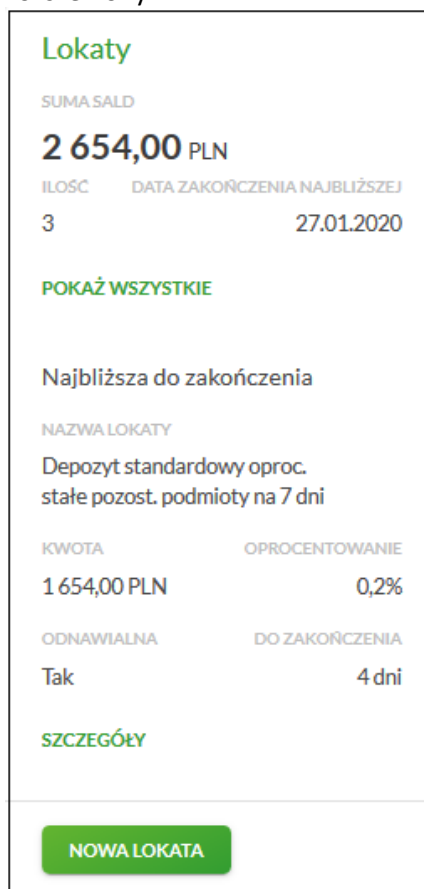 Lokaty
SUMA SALD
2 654,00 PLN
ILOŚĆ DATA ZAKOŃCZENIA NAJBLIŻSZEJ
3 27.01.2020
POKAŻ WSZYSTKIE
Najbliższa do zakończenia
NAZWA LOKATY
Depozyt standardowy oproc.
stałe pozost. podmioty na 7 dni
KWOTA OPROCENTOWANIE
1 654,00 PLN 0,2%
ODNAWIALNA DO ZAKOŃCZENIA
Tak 4 dni
SZCZEGÓŁY
NOWA LOKATA